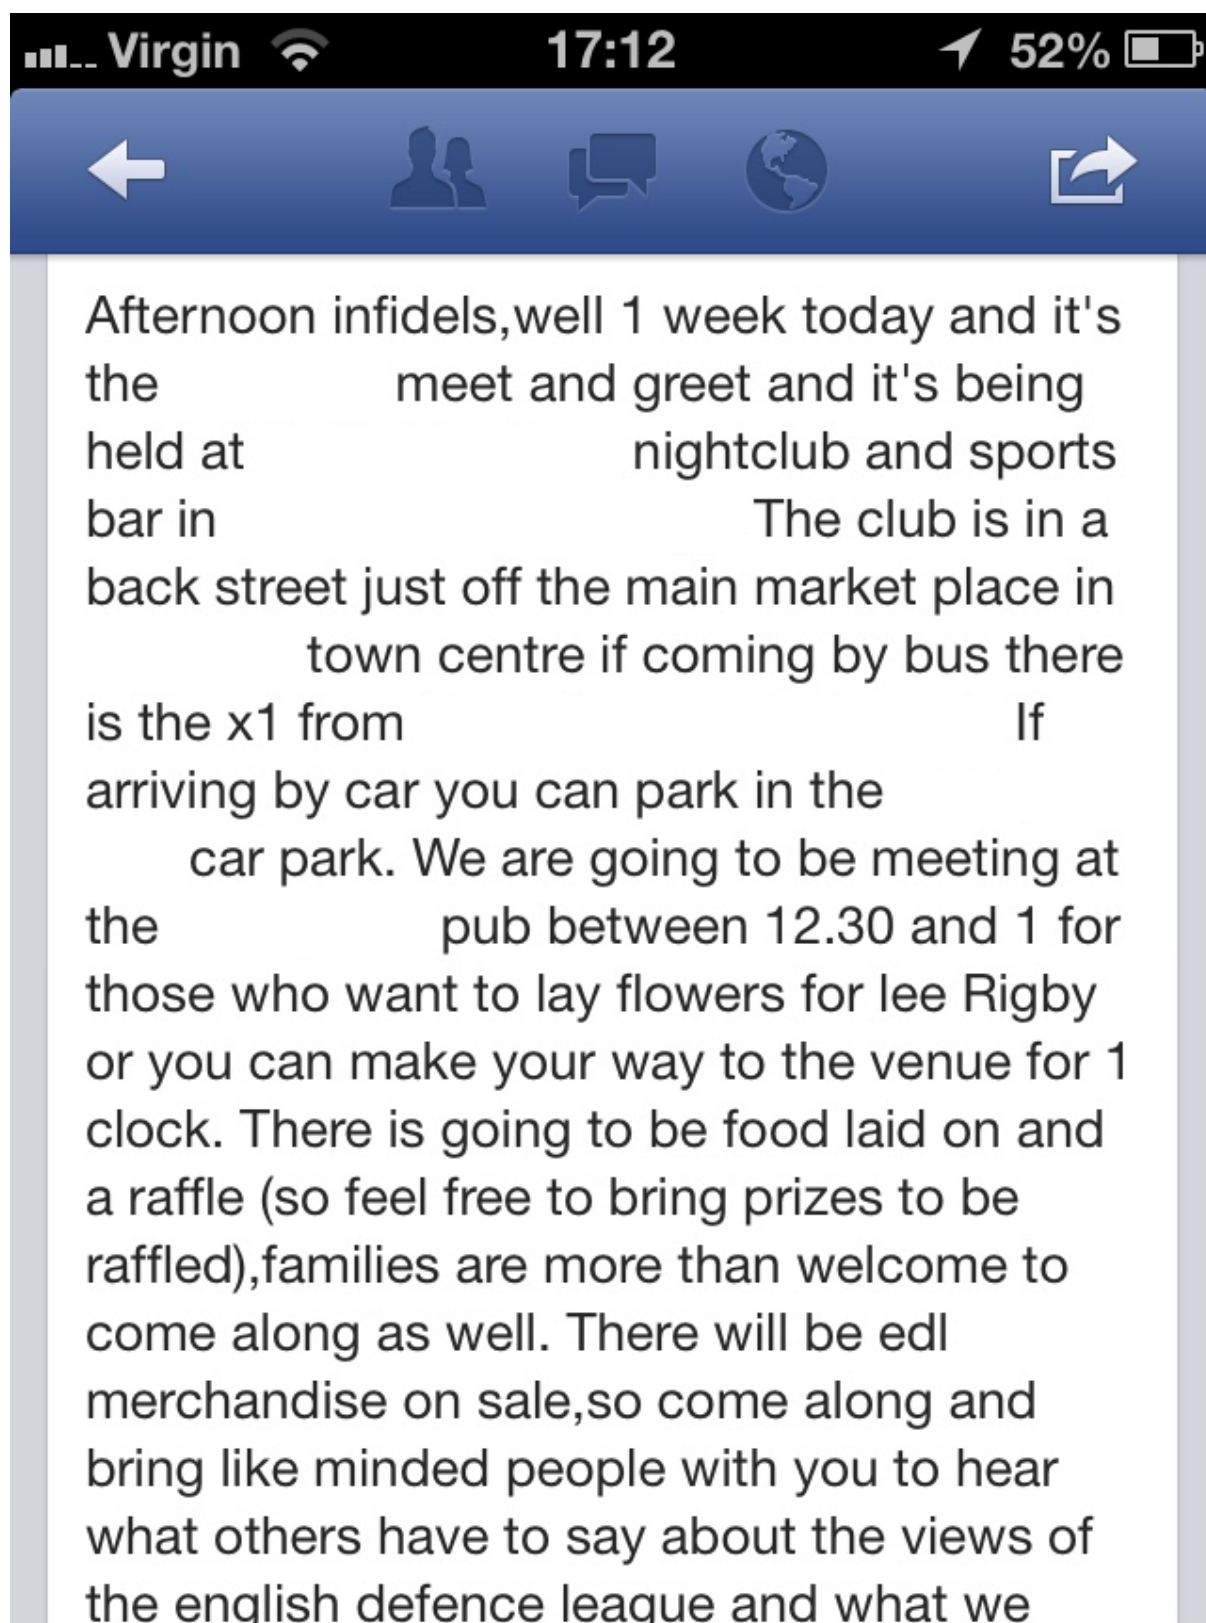 Virgin 17:12 52%
Afternoon infidels,well 1 week today and it's
the meet and greet and it's being
held at nightclub and sports
bar in The club is in a
back street just off the main market place in
town centre if coming by bus there
is the x1 from If
arriving by car you can park in the
car park. We are going to be meeting at
the pub between 12.30 and 1 for
those who want to lay flowers for lee Rigby
or you can make your way to the venue for 1
clock. There is going to be food laid on and
a raffle (so feel free to bring prizes to be
raffled),families are more than welcome to
come along as well. There will be edl
merchandise on sale,so come along and
bring like minded people with you to hear
what others have to say about the views of
the english defence league and what we